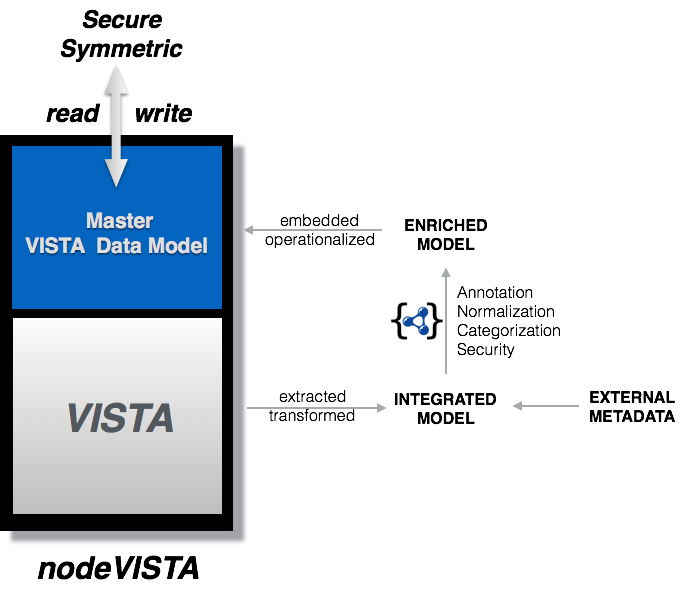 Secure
Symmetric
read write
Master
VISTA Data Model
embedded
operationalized
ENRICHED
MODEL
Annotation
Normalization
Categorization
Security
VISTA
extracted
transformed
INTEGRATED
MODEL
EXTERNAL
METADATA
nodeVISTA